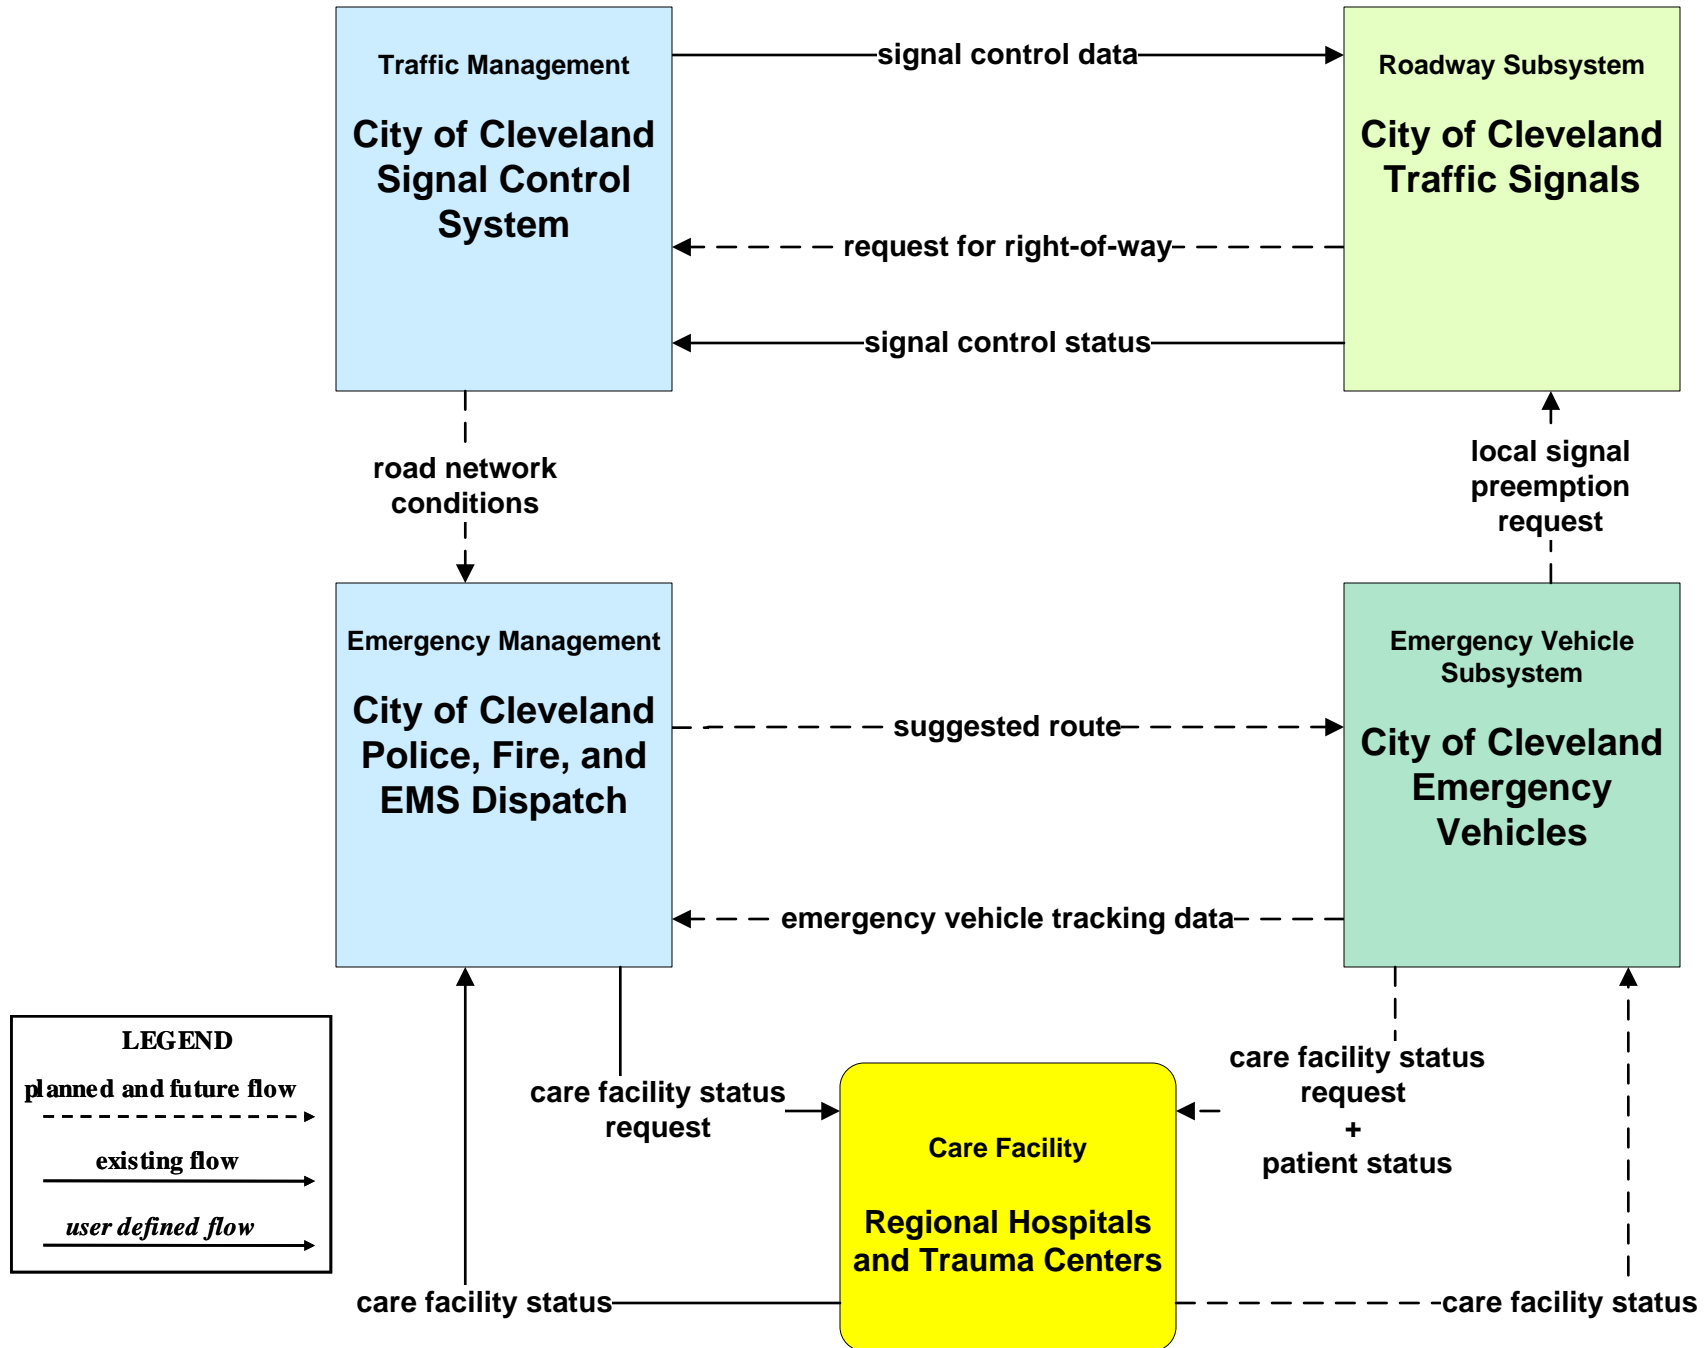 Traffic Management
City of Cleveland
Signal Control
System
signal control data
request for right-of-way
signal control status
Roadway Subsystem
City of Cleveland
Traffic Signals
road network
conditions
local signal
preemption
request
Emergency Management
City of Cleveland
Police, Fire, and
EMS Dispatch
suggested route
emergency vehicle tracking data
Emergency Vehicle
Subsystem
City of Cleveland
Emergency
Vehicles
LEGEND
planned and future flow
existing flow
user defined flow
care facility status
request
Care Facility
Regional Hospitals
and Trauma Centers
care facility status
request
+
patient status
care facility status
care facility status